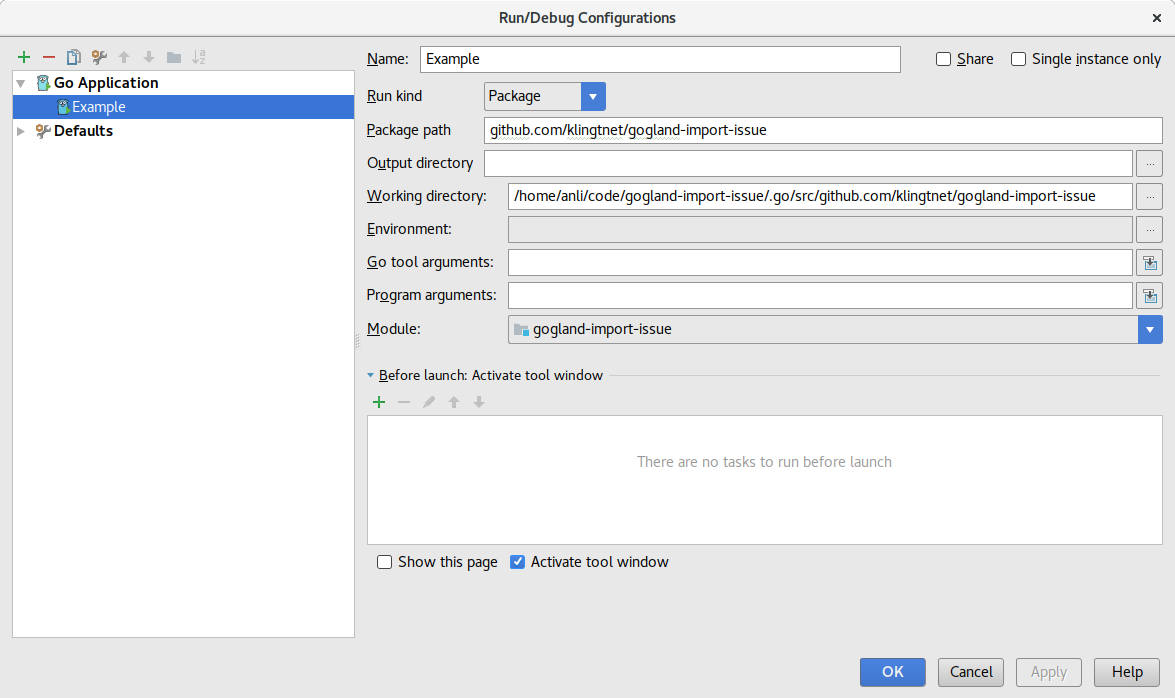 Run/Debug Configurations
Go Application
Example
Defaults
Name: Example Share Single instance only
Run kind Package
Package path github.com/klingtnet/gogland-import-issue
Output directory ...
Working directory: /home/anli/code/gogland-import-issue/.go/src/github.com/klingtnet/gogland-import-issue ...
Environment: ...
Go tool arguments:
Program arguments:
Module: gogland-import-issue
Before launch: Activate tool window
There are no tasks to run before launch
Show this page Activate tool window
OK Cancel Apply Help